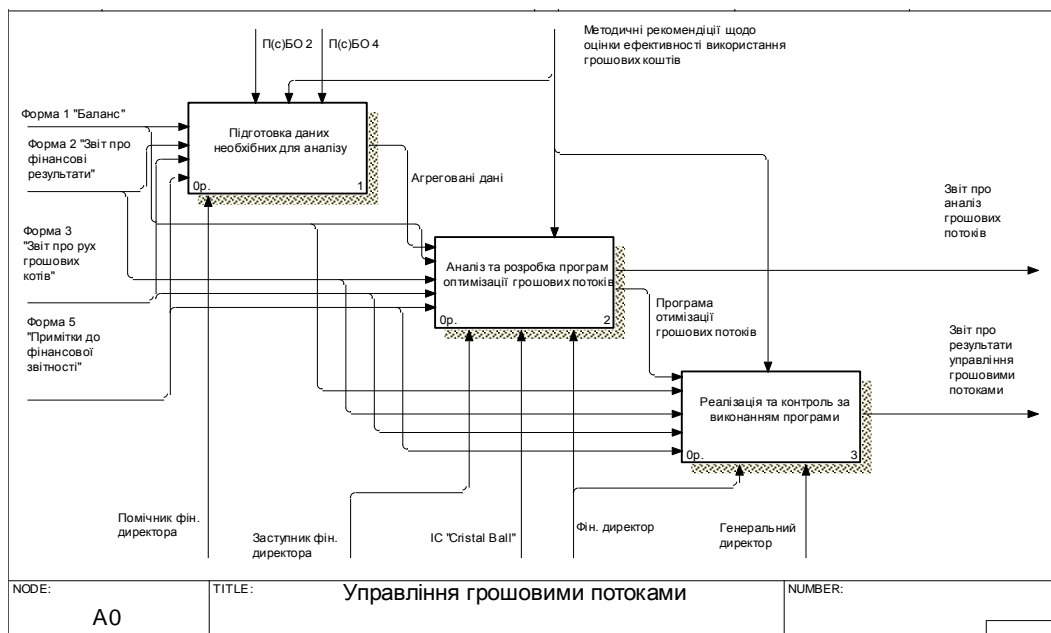 П(с)БО 2
П(с)БО 4
Методичні рекомендіції щодо
оцінки ефективності використання
грошових коштів
Форма 1 "Баланс"
Форма 2 "Звіт про
фінансові
результати"
Форма 3
"Звіт про рух
грошових
котів"
Форма 5
"Примітки до
фінансової
звітності"
Підготовка даних
необхібних для аналізу
0р.
1
Агреговані дані
Аналіз та розробка програм
оптимізації грошових потоків
0р.
2
Звіт про
аналіз
грошових
потоків
Програма
отимізації
грошових потоків
Звіт про
результати
управління
грошовими
потоками
Реалізація та контроль за
виконанням програми
0р.
3
Помічник фін.
директора
Заступник фін.
директора
ІС "Cristal Ball"
Фін. директор
Генеральний
директор
NODE:
A0
TITLE:
Управління грошовими потоками
NUMBER: